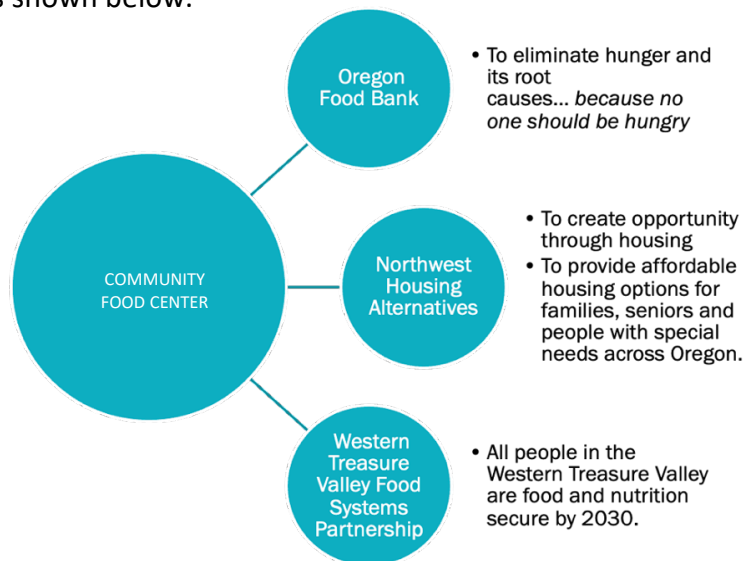 s shown below:
Oregon
Food Bank
• To eliminate hunger and
its root
causes... because no
one should be hungry
COMMUNITY
FOOD CENTER
Northwest
Housing
Alternatives
• To create opportunity
through housing
• To provide affordable
housing options for
families, seniors and
people with special
needs across Oregon.
Western
Treasure
Valley Food
Systems
Partnership
• All people in the
Western Treasure Valley
are food and nutrition
secure by 2030.